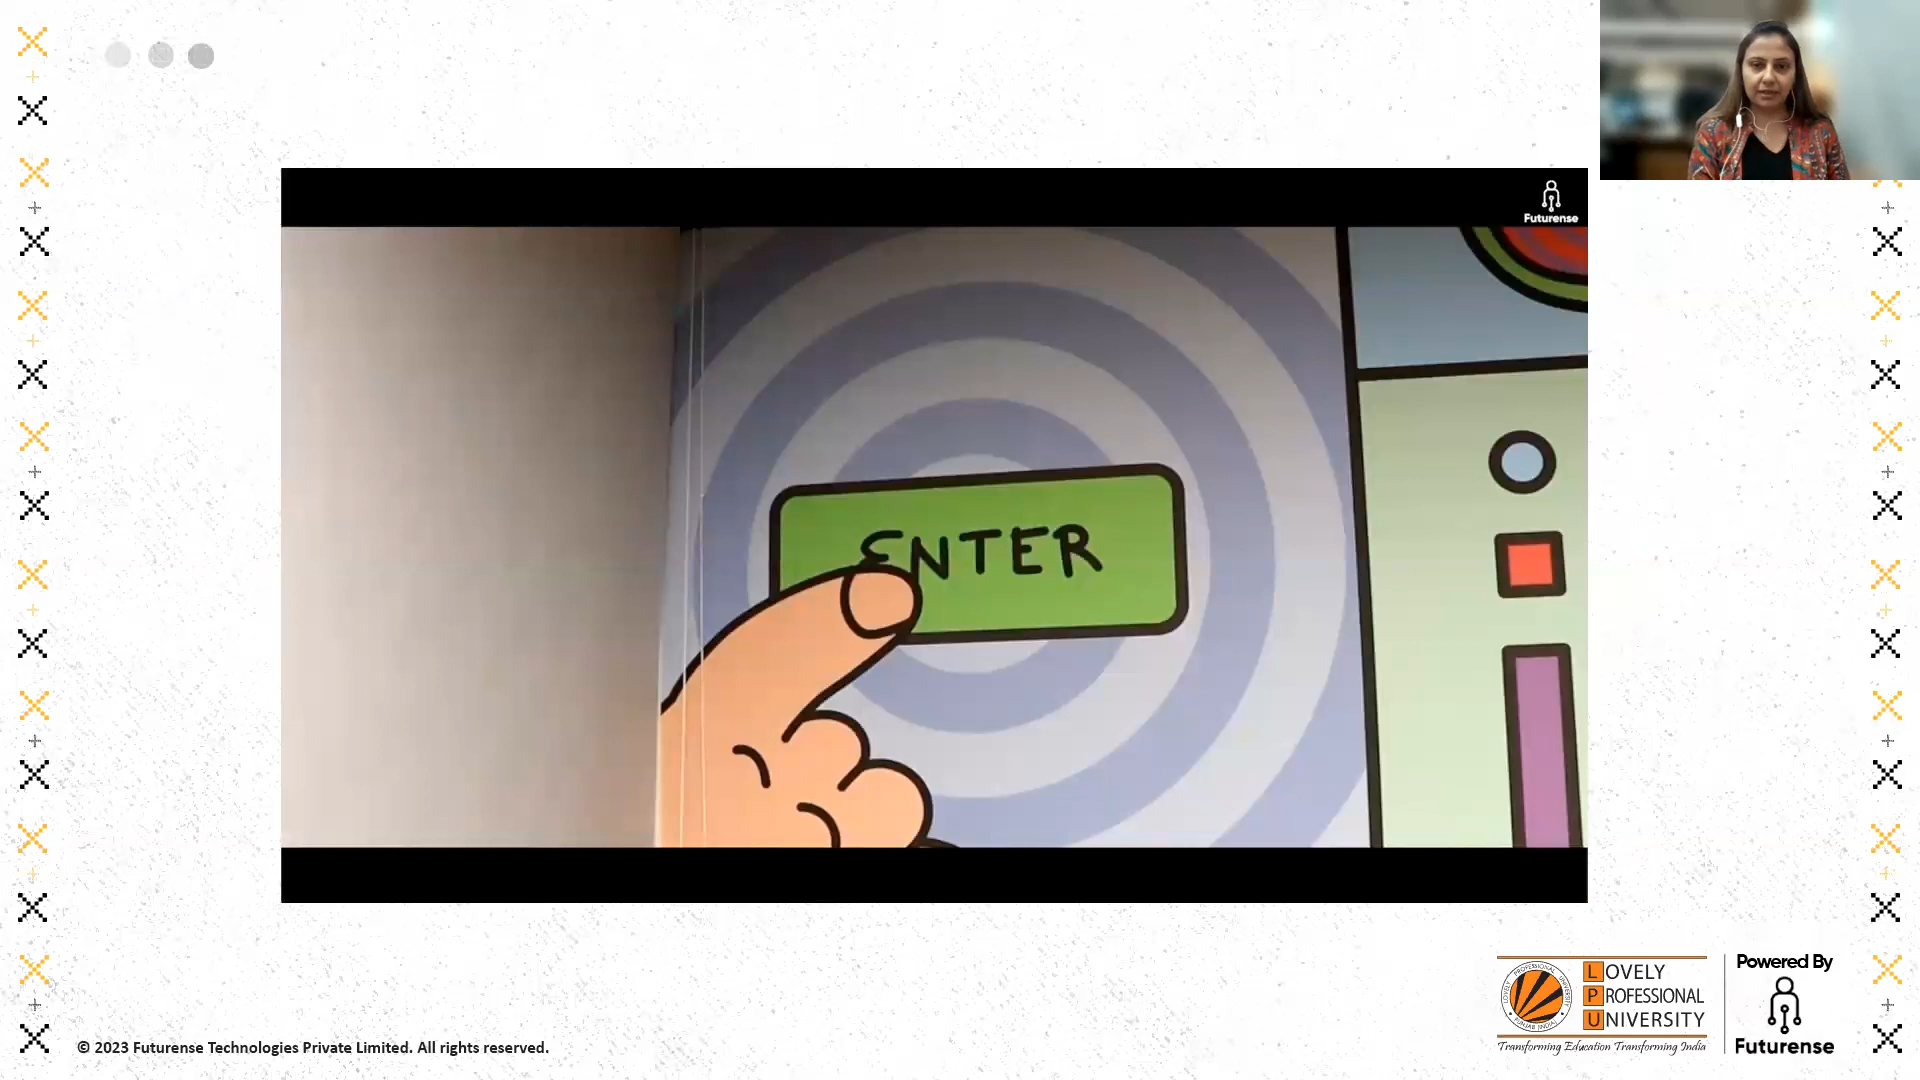 Futurense
ENTER
LOVELY
PROFESSIONAL
UNIVERSITY
Transforming Education Transforming India
Powered By
Futurense
© 2023 Futurense Technologies Private Limited. All rights reserved.